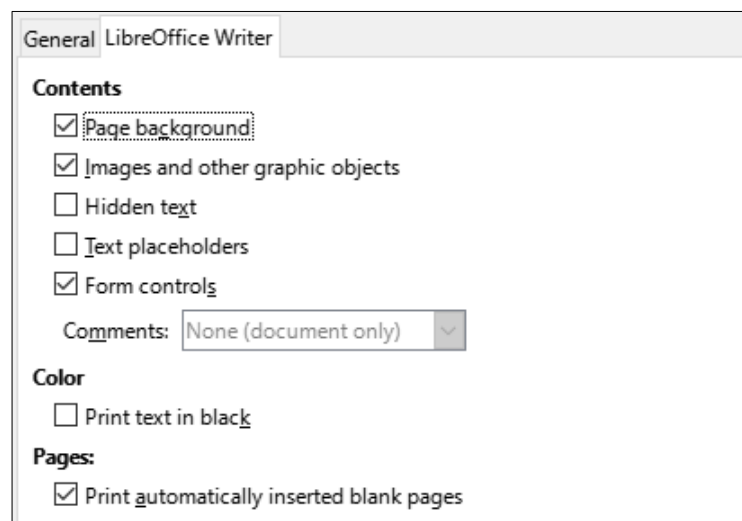 General LibreOffice Writer
Contents
Page background
Images and other graphic objects
Hidden text
Text placeholders
Form controls
Comments: None (document only)
Color
Print text in black
Pages:
Print automatically inserted blank pages